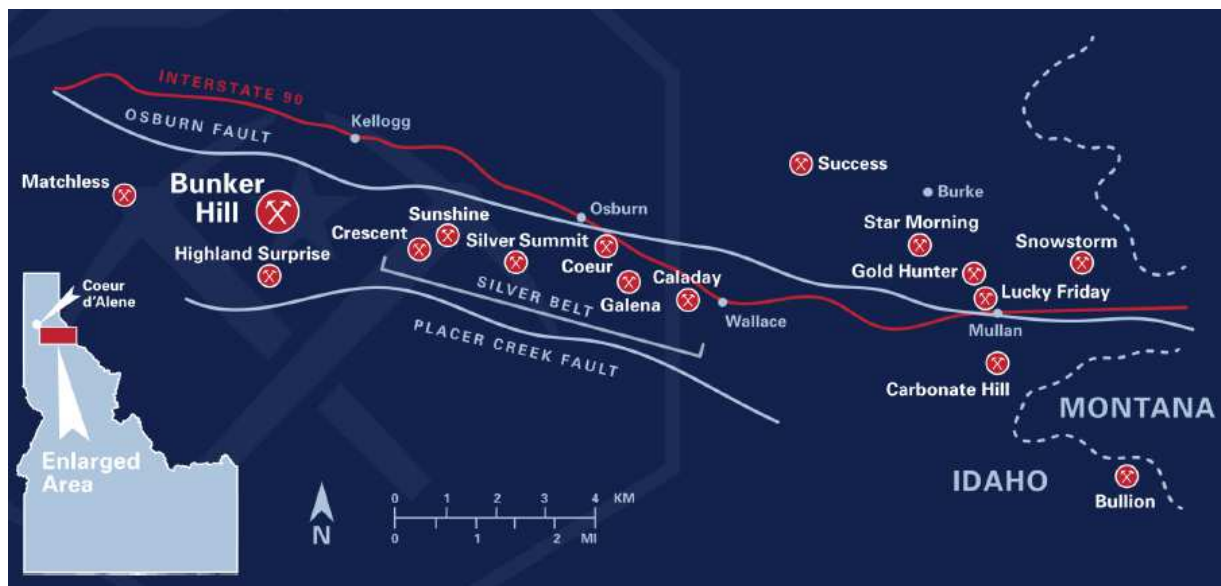 INTERSTATE 90
OSBURN FAULT
Kellogg
Matchless
Bunker
Hill
Highland Surprise
Crescent
Sunshine
Silver Summit
Osburn
Coeur
Galena
Caladay
Wallace
SILVER BELT
PLACER CREEK FAULT
Success
Burke
Star Morning
Gold Hunter
Lucky Friday
Snowstorm
Mullan
Carbonate Hill
MONTANA
IDAHO
Bullion
Coeur
d'Alene
Enlarged
Area
N
0 1 2 3 4 KM
0 1 2 MI